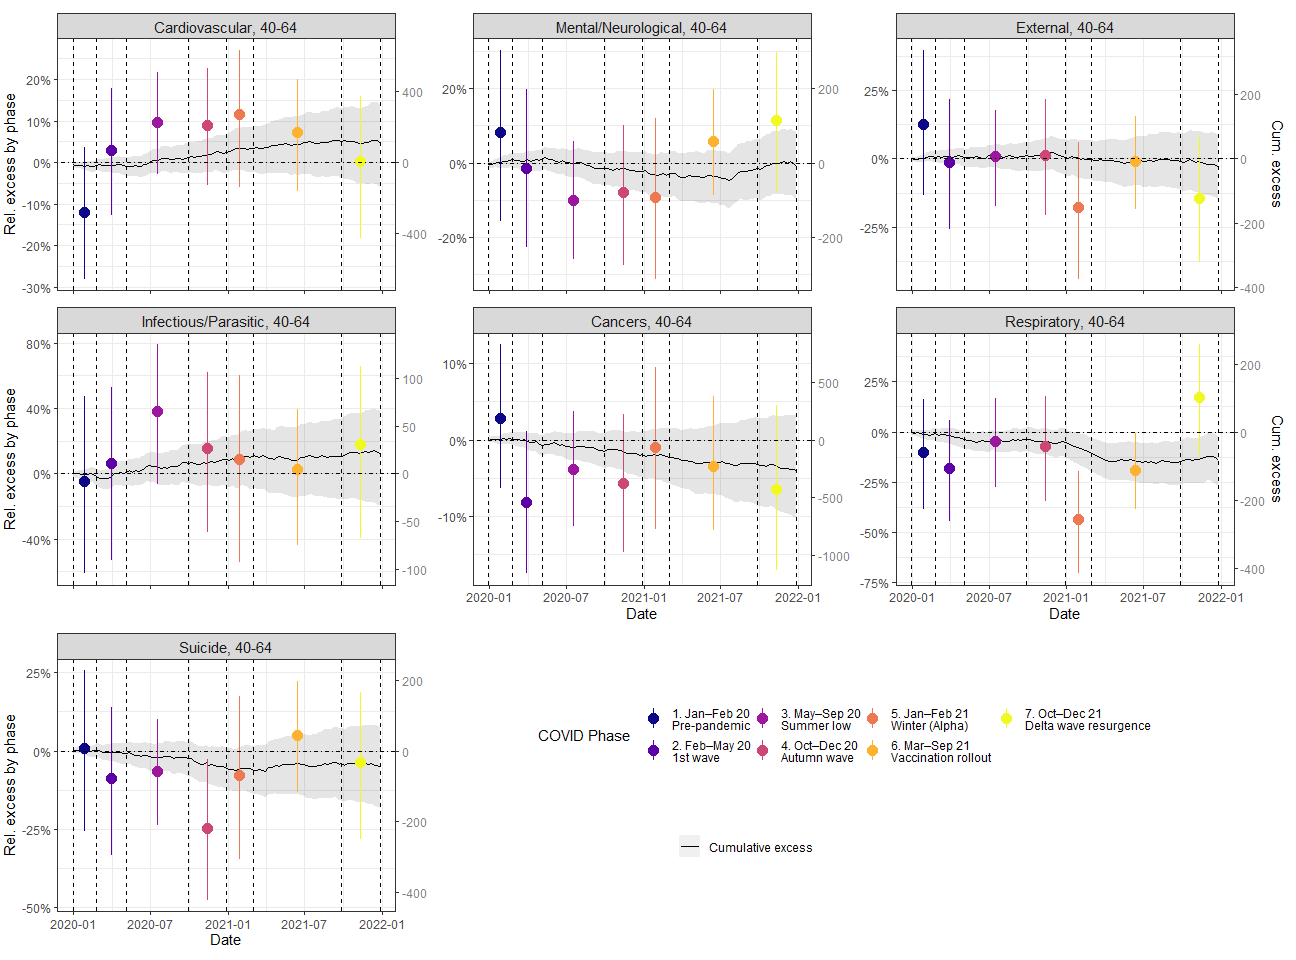 Cardiovascular, 40-64
Mental/Neurological, 40-64
External, 40-64
Rel. excess by phase
20%
10%
0%
-10%
-20%
-30%
400
0
-400
20%
0%
-20%
200
0
-200
25%
0%
-25%
200
0
-200
-400
Cum. excess
Infectious/Parasitic, 40-64
Cancers, 40-64
Respiratory, 40-64
Rel. excess by phase
80%
40%
0%
-40%
100
50
0
-50
-100
10%
0%
-10%
500
0
-500
-1000
2020-01 2020-07 2021-01 2021-07 2022-01
Date
25%
0%
-25%
-50%
-75%
200
0
-200
-400
Cum. excess
2020-01 2020-07 2021-01 2021-07 2022-01
Date
Suicide, 40-64
Rel. excess by phase
25%
0%
-25%
-50%
200
0
-200
-400
2020-01 2020-07 2021-01 2021-07 2022-01
Date
COVID Phase
1. Jan–Feb 20
Pre-pandemic
2. Feb–May 20
1st wave
3. May–Sep 20
Summer low
4. Oct–Dec 20
Autumn wave
5. Jan–Feb 21
Winter (Alpha)
6. Mar–Sep 21
Vaccination rollout
7. Oct–Dec 21
Delta wave resurgence
Cumulative excess